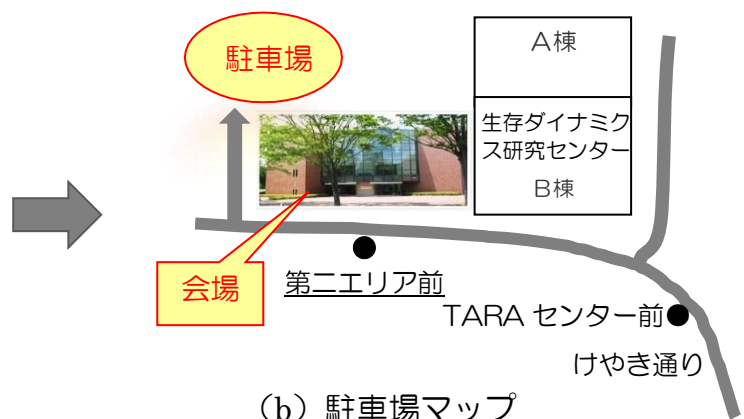 駐車場
A棟
生存ダイナミク
ス研究センター
B棟
会場
第二エリア前
TARA センター前
けやき通り
(b) 駐車場マップ